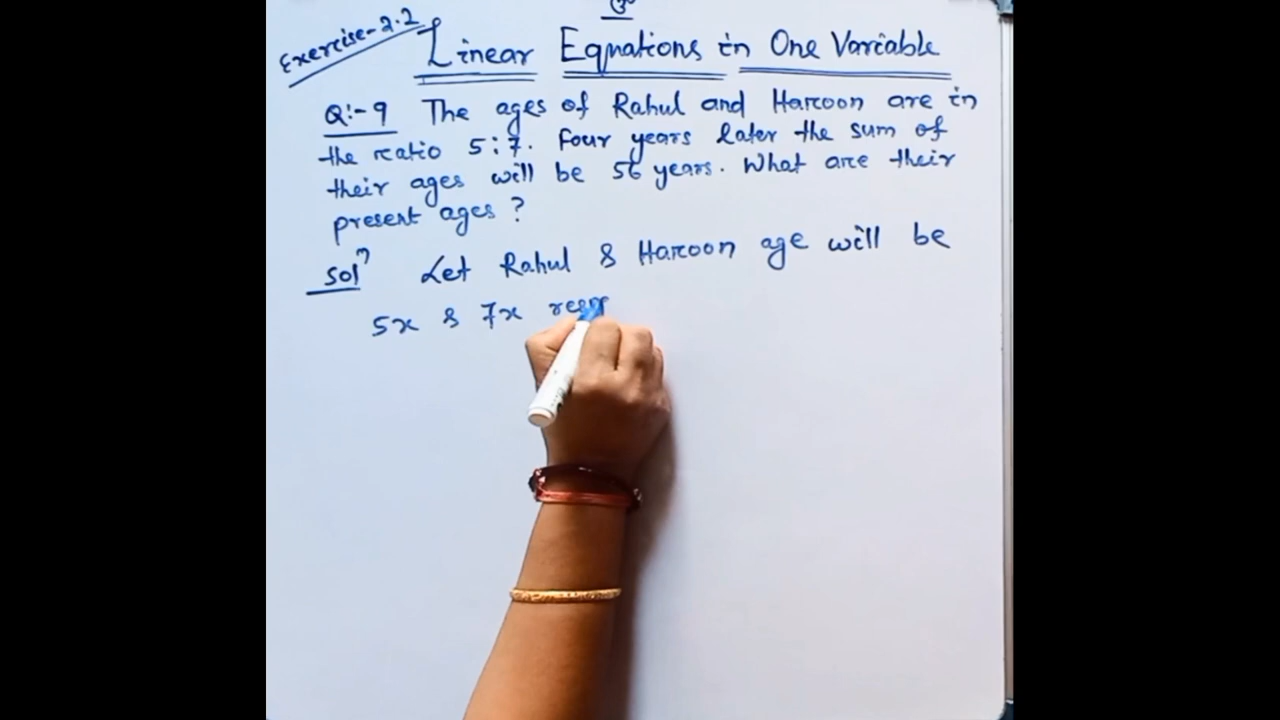 Exercise-2.2
Linear Equations in One Variable
Q:-9 The ages of Rahul and Haroon are in
the ratio 5:7. Four years later the sum of
their ages will be 56 years. What are their
present ages?
Solⁿ Let Rahul & Haroon age will be
5x & 7x resp